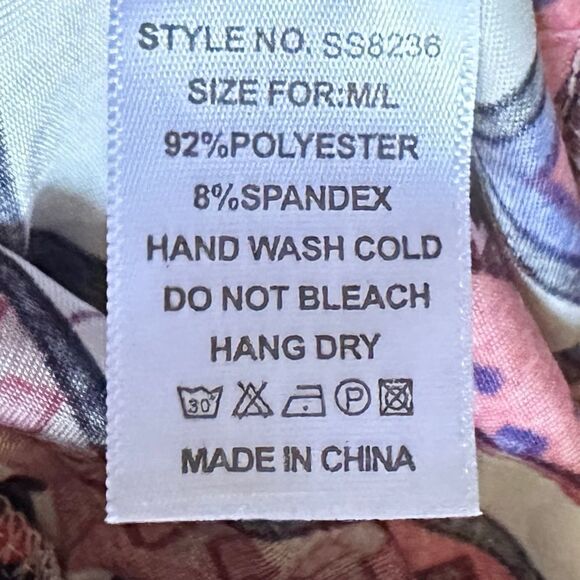 STYLE NO. SS8236
SIZE FOR:M/L
92%POLYESTER
8%SPANDEX
HAND WASH COLD
DO NOT BLEACH
HANG DRY
30° P
MADE IN CHINA